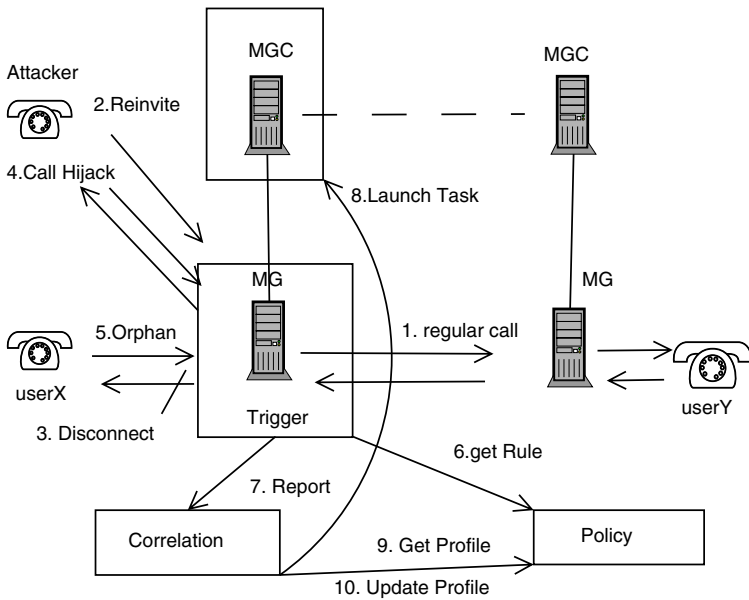 MGC
MGC
Attacker
2.Reinvite
4.Call Hijack
8.Launch Task
MG
MG
5.Orphan
1. regular call
userX
userY
3. Disconnect
Trigger
6.get Rule
7. Report
Correlation
Policy
9. Get Profile
10. Update Profile